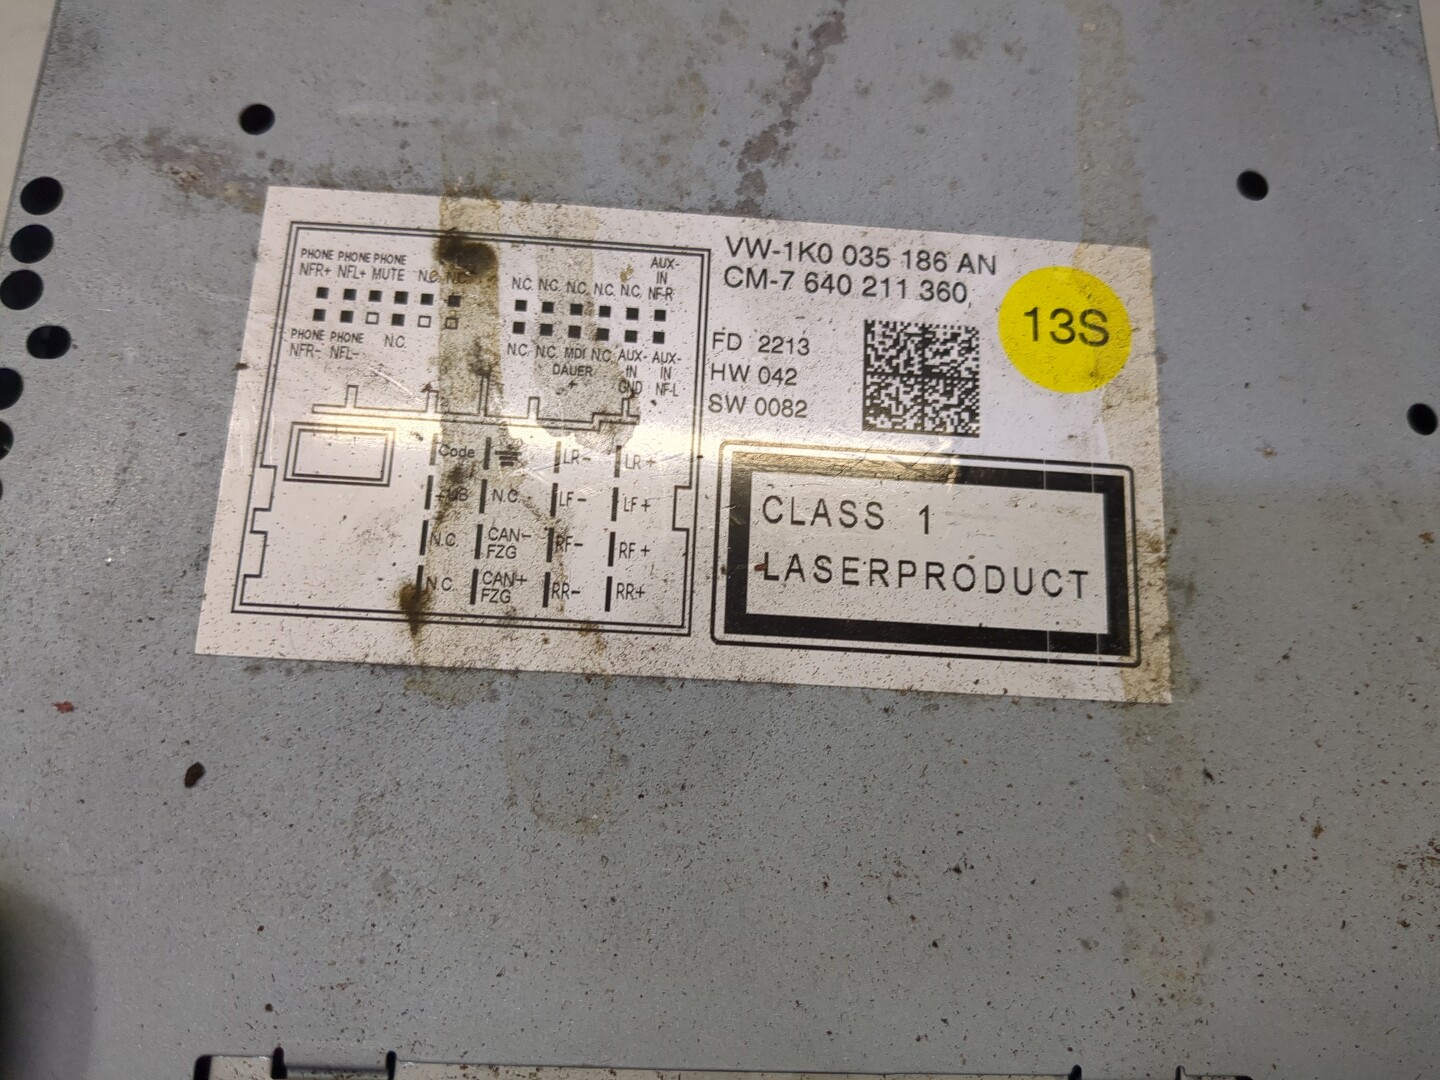 PHONE PHONE PHONE
NFR+ NFL+ MUTE N.C. N.C.
PHONE PHONE N.C.
NFR- NFL-
AUX-
N.C. N.C. N.C. N.C. N.C. IN
NF-R
N.C. N.C. MDI N.C. AUX- AUX-
DAUER IN IN
+ GND NF-L
Code LR- LR+
+UB N.C. LF- LF+
N.C. CAN- RF- RF+
FZG
N.C. CAN+ RR- RR+
FZG
VW-1K0 035 186 AN
CM-7 640 211 360
13S
FD 2213
HW 042
SW 0082
CLASS 1
LASERPRODUCT